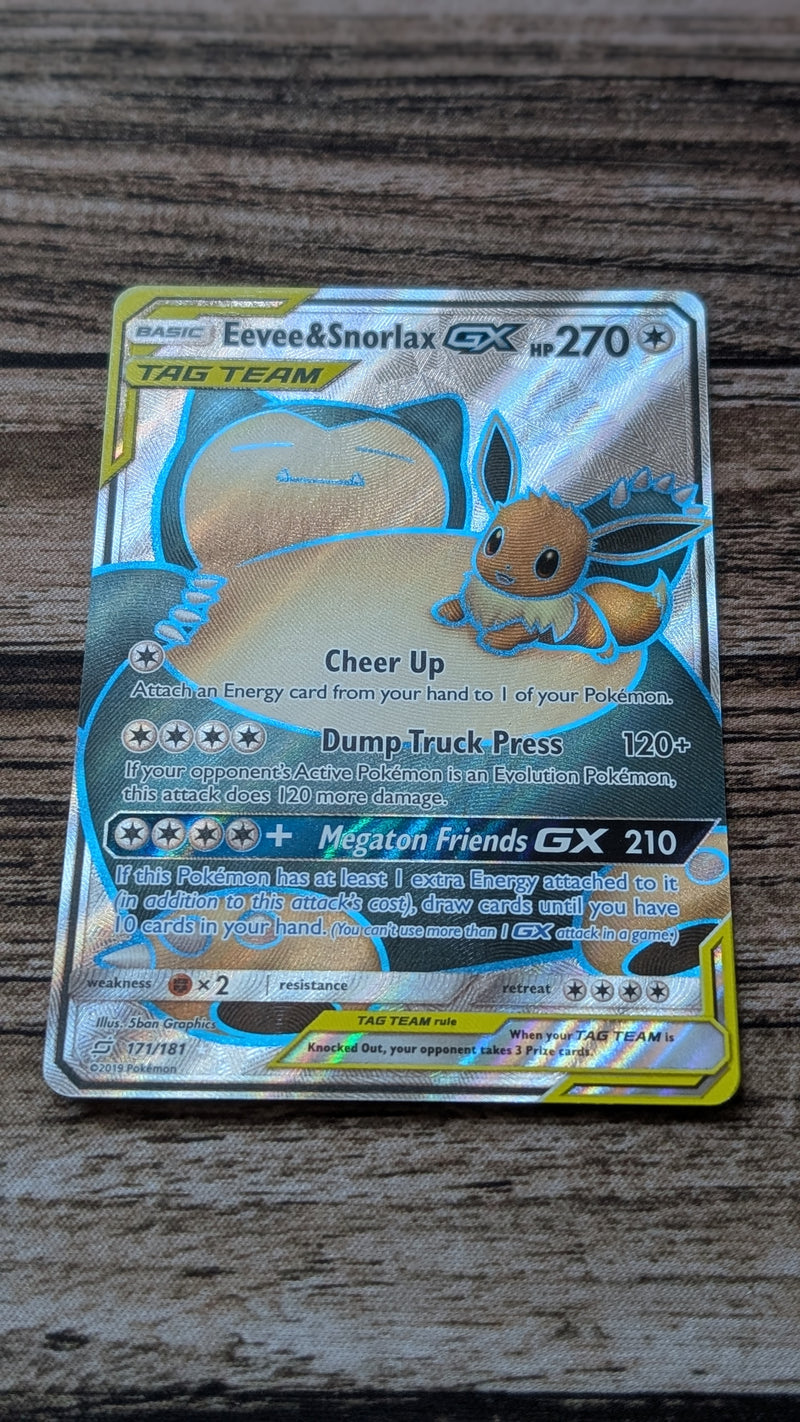 BASIC Eevee&Snorlax GX HP 270
TAG TEAM
Cheer Up
Attach an Energy card from your hand to 1 of your Pokémon.
Dump Truck Press 120+
If your opponent's Active Pokémon is an Evolution Pokémon,
this attack does 120 more damage.
+ Megaton Friends GX 210
If this Pokémon has at least 1 extra Energy attached to it
(in addition to this attack's cost), draw cards until you have
10 cards in your hand. (You can't use more than 1 GX attack in a game.)
weakness ×2 resistance retreat
Illus. 5ban Graphics
171/181
©2019 Pokémon
TAG TEAM rule
When your TAG TEAM is
Knocked Out, your opponent takes 3 Prize cards.